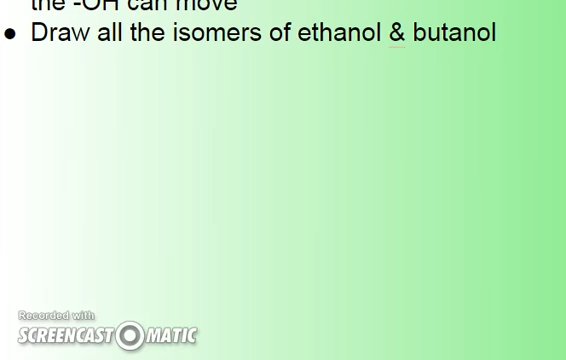 the -OH can move
● Draw all the isomers of ethanol & butanol
Recorded with
SCREENCAST O MATIC